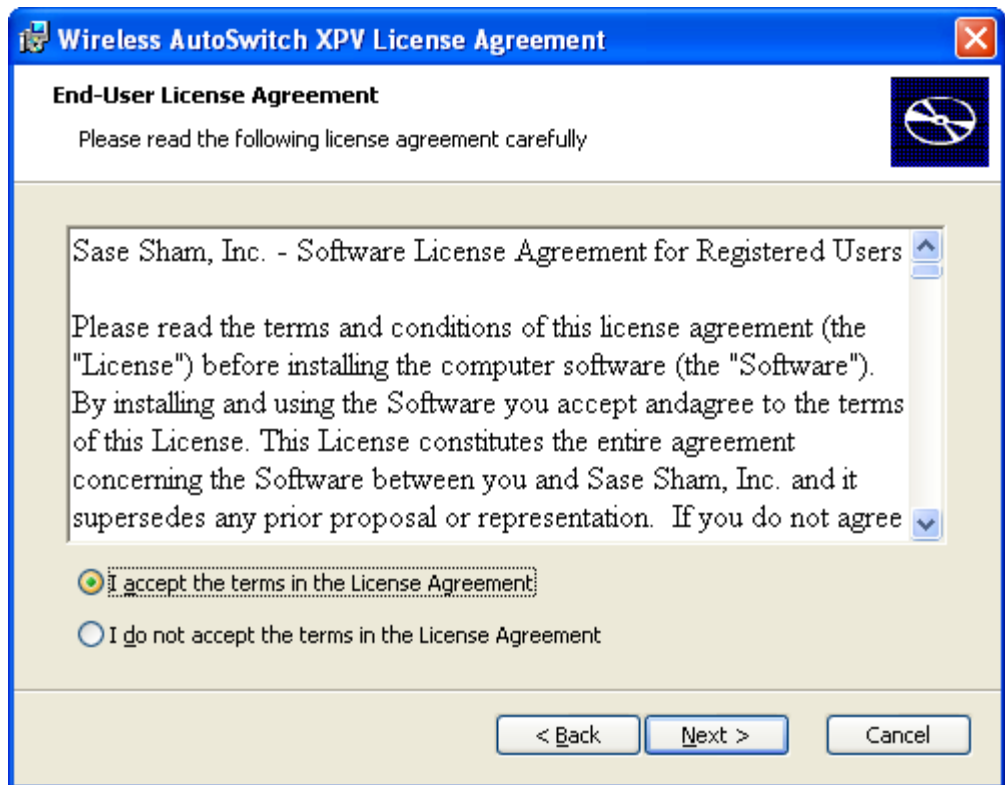 Wireless AutoSwitch XPV License Agreement
End-User License Agreement
Please read the following license agreement carefully
Sase Sham, Inc. - Software License Agreement for Registered Users
Please read the terms and conditions of this license agreement (the
"License") before installing the computer software (the "Software").
By installing and using the Software you accept andagree to the terms
of this License. This License constitutes the entire agreement
concerning the Software between you and Sase Sham, Inc. and it
supersedes any prior proposal or representation.  If you do not agree
I accept the terms in the License Agreement
I do not accept the terms in the License Agreement
< Back
Next >
Cancel